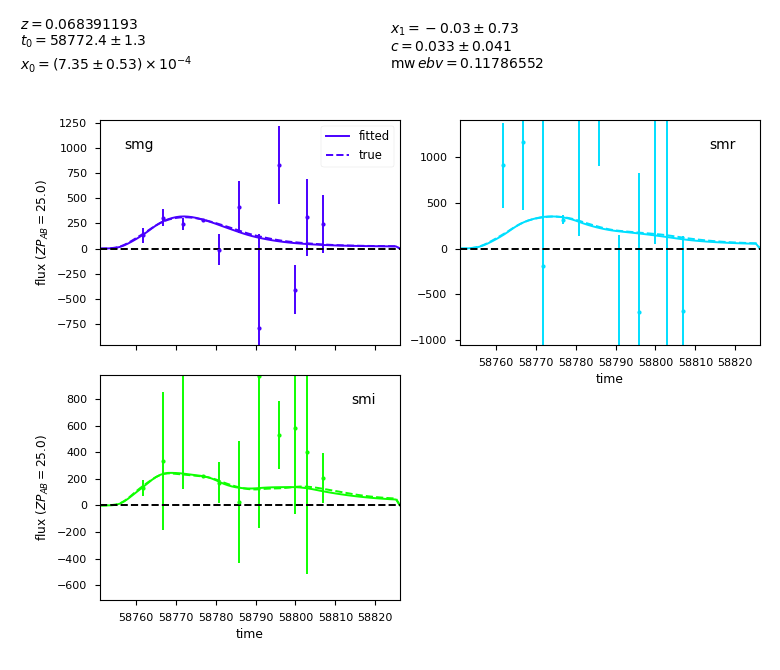 z = 0.068391193
t₀ = 58772.4 ± 1.3
x₀ = (7.35 ± 0.53) × 10⁻⁴
x₁ = −0.03 ± 0.73
c = 0.033 ± 0.041
mw ebv = 0.11786552
smg
fitted
true
1250
1000
750
500
250
0
−250
−500
−750
flux (ZP_AB = 25.0)
smr
1000
500
0
−500
−1000
58760 58770 58780 58790 58800 58810 58820
time
smi
800
600
400
200
0
−200
−400
−600
flux (ZP_AB = 25.0)
58760 58770 58780 58790 58800 58810 58820
time